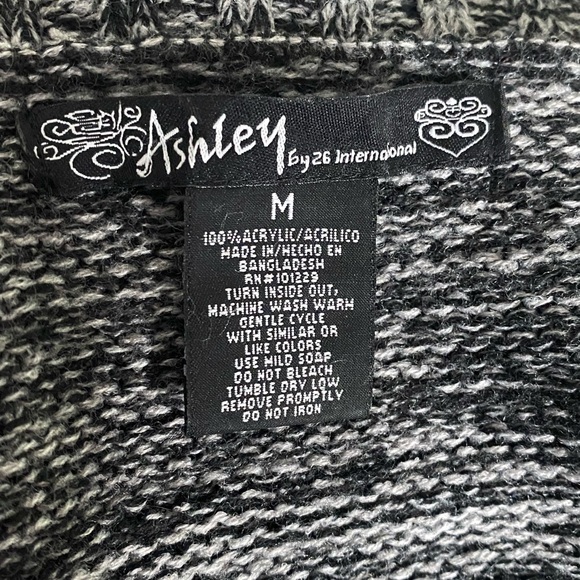 Ashley by 26 International
M
100% ACRYLIC/ACRILICO
MADE IN/HECHO EN
BANGLADESH
RN#101229
TURN INSIDE OUT,
MACHINE WASH WARM
GENTLE CYCLE
WITH SIMILAR OR
LIKE COLORS
USE MILD SOAP
DO NOT BLEACH
TUMBLE DRY LOW
REMOVE PROMPTLY
DO NOT IRON